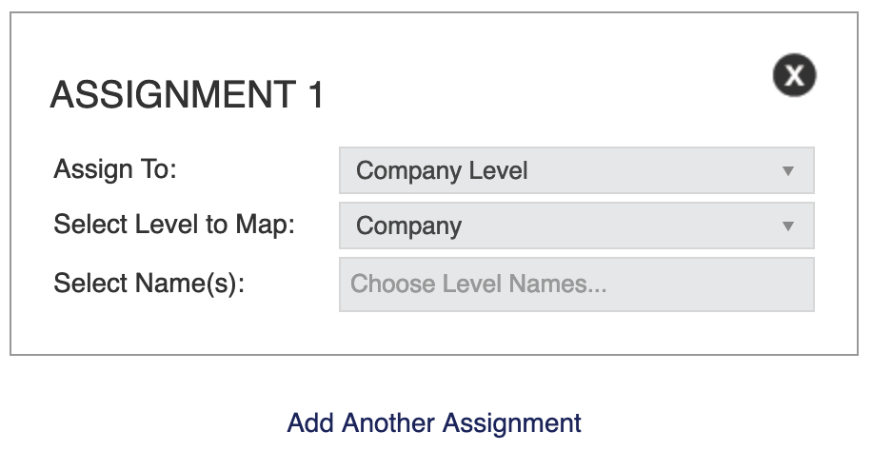 X
ASSIGNMENT 1
Assign To: Company Level
Select Level to Map: Company
Select Name(s): Choose Level Names...
Add Another Assignment